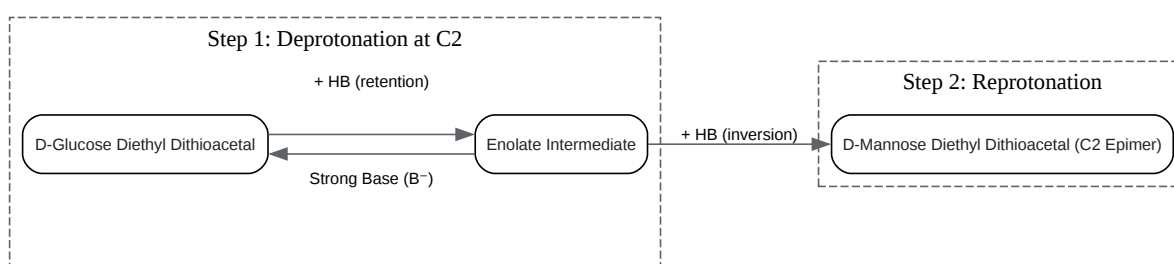 Step 1: Deprotonation at C2
+ HB (retention)
D-Glucose Diethyl Dithioacetal
Enolate Intermediate
Strong Base (B⁻)
+ HB (inversion)
Step 2: Reprotonation
D-Mannose Diethyl Dithioacetal (C2 Epimer)